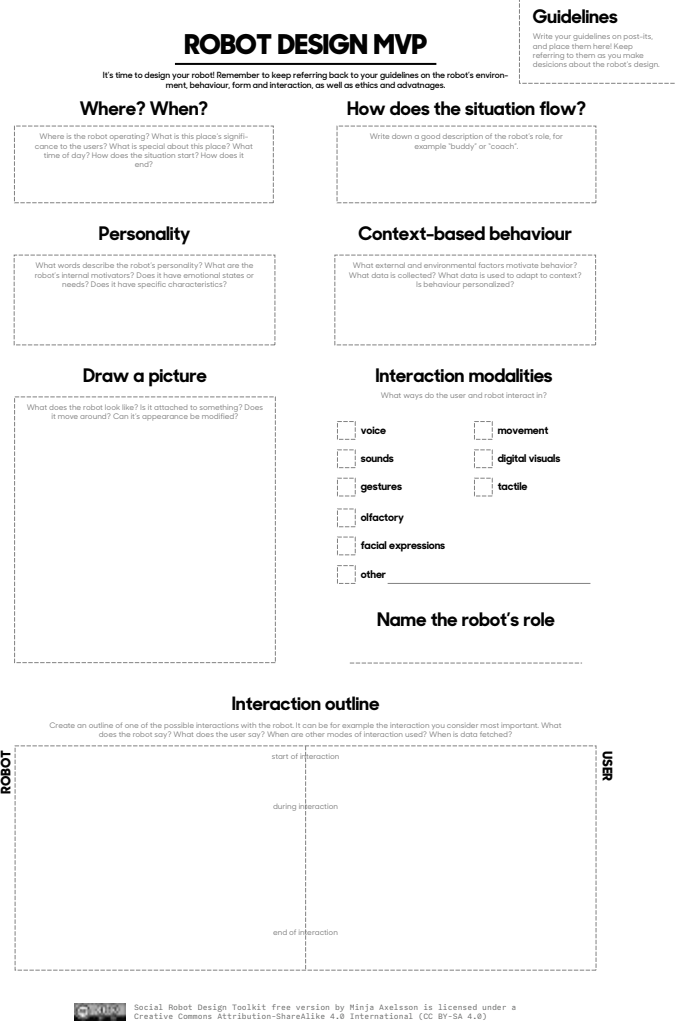 Guidelines
Write your guidelines on post-its,
and place them here! Keep
referring to them as you make
desicions about the robot's design.
ROBOT DESIGN MVP
It's time to design your robot! Remember to keep referring back to your guidelines on the robot's environ-
ment, behaviour, form and interaction, as well as ethics and advatnages.
Where? When?
Where is the robot operating? What is this place's signifi-
cance to the users? What is special about this place? What
time of day? How does the situation start? How does it
end?
How does the situation flow?
Write down a good description of the robot's role, for
example "buddy" or "coach".
Personality
What words describe the robot's personality? What are the
robot's internal motivators? Does it have emotional states or
needs? Does it have specific characteristics?
Context-based behaviour
What external and environmental factors motivate behavior?
What data is collected? What data is used to adapt to context?
Is behaviour personalized?
Draw a picture
What does the robot look like? Is it attached to something? Does
it move around? Can it's appearance be modified?
Interaction modalities
What ways do the user and robot interact in?
voice
movement
sounds
digital visuals
gestures
tactile
olfactory
facial expressions
other
Name the robot's role
Interaction outline
Create an outline of one of the possible interactions with the robot. It can be for example the interaction you consider most important. What
does the robot say? What does the user say? When are other modes of interaction used? When is data fetched?
ROBOT
USER
start of interaction
during interaction
end of interaction
Social Robot Design Toolkit free version by Minja Axelsson is licensed under a
Creative Commons Attribution-ShareAlike 4.0 International (CC BY-SA 4.0)